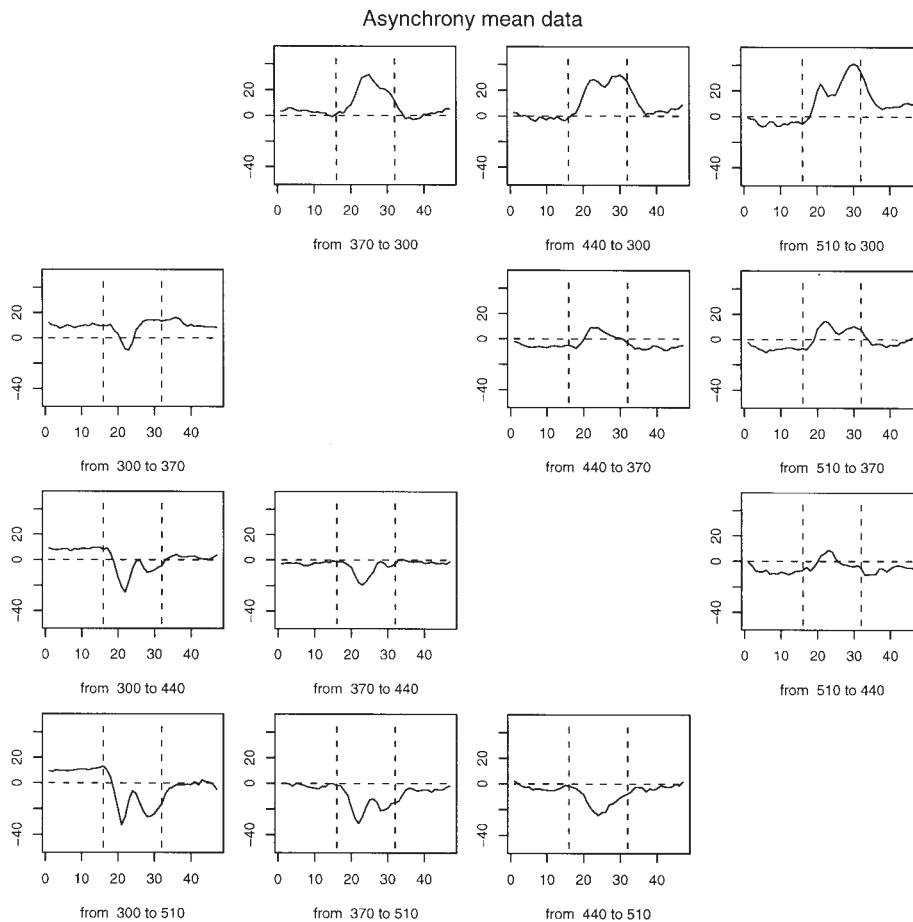 Asynchrony mean data
-40 0 20
0 10 20 30 40
from 370 to 300
-40 0 20
0 10 20 30 40
from 440 to 300
-40 0 20
0 10 20 30 40
from 510 to 300
-40 0 20
0 10 20 30 40
from 300 to 370
-40 0 20
0 10 20 30 40
from 440 to 370
-40 0 20
0 10 20 30 40
from 510 to 370
-40 0 20
0 10 20 30 40
from 300 to 440
-40 0 20
0 10 20 30 40
from 370 to 440
-40 0 20
0 10 20 30 40
from 510 to 440
-40 0 20
0 10 20 30 40
from 300 to 510
-40 0 20
0 10 20 30 40
from 370 to 510
-40 0 20
0 10 20 30 40
from 440 to 510